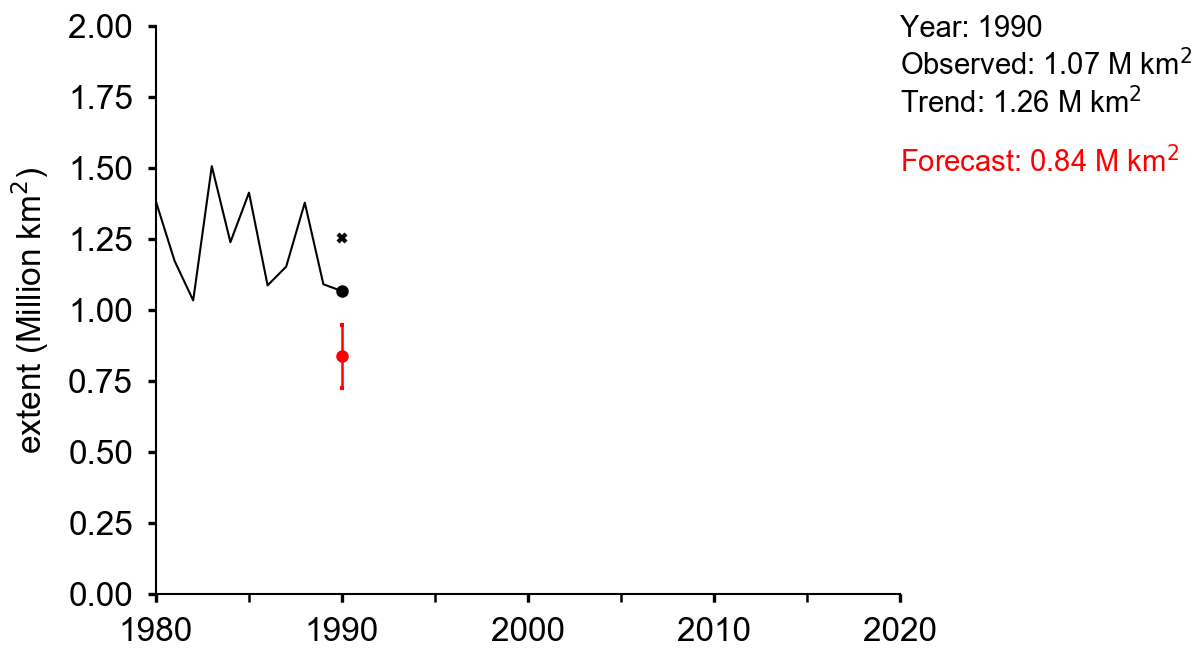 2.00
1.75
1.50
1.25
1.00
0.75
0.50
0.25
0.00
extent (Million km²)
1980 1990 2000 2010 2020
Year: 1990
Observed: 1.07 M km²
Trend: 1.26 M km²
Forecast: 0.84 M km²